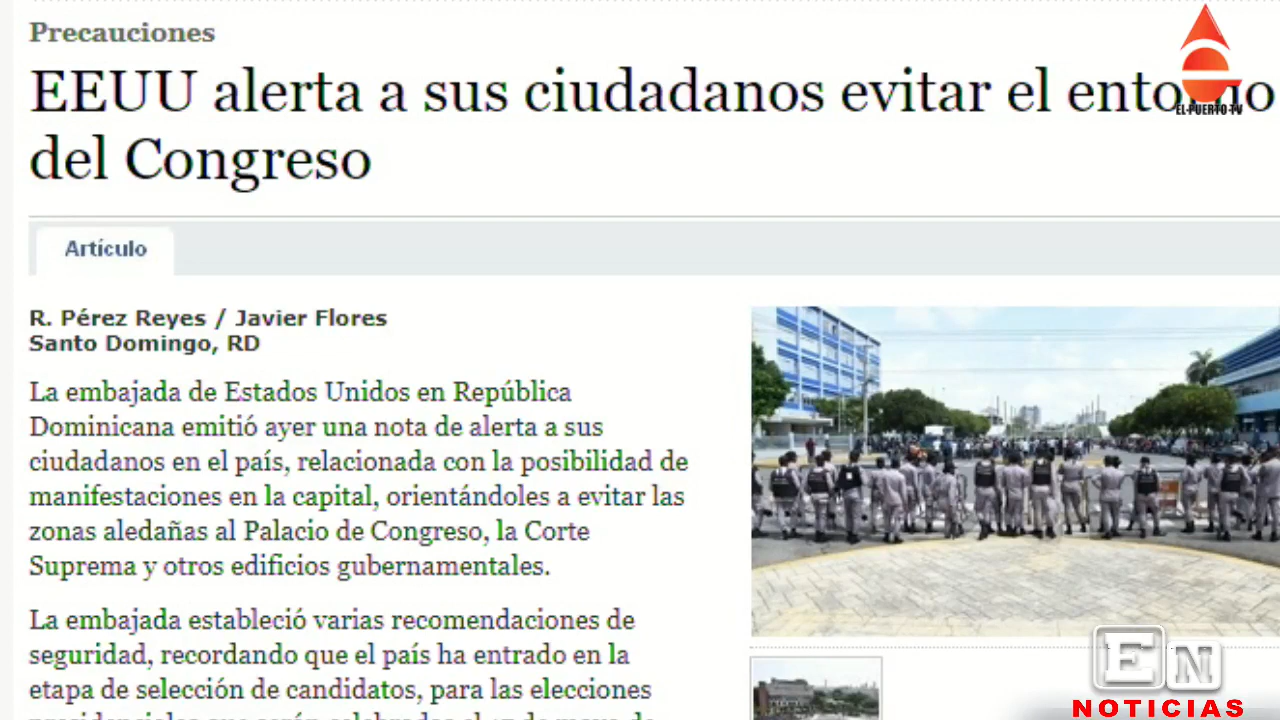 Precauciones
EEUU alerta a sus ciudadanos evitar el entorno
del Congreso
EL PUERTO TV
Artículo
R. Pérez Reyes / Javier Flores
Santo Domingo, RD
La embajada de Estados Unidos en República
Dominicana emitió ayer una nota de alerta a sus
ciudadanos en el país, relacionada con la posibilidad de
manifestaciones en la capital, orientándoles a evitar las
zonas aledañas al Palacio de Congreso, la Corte
Suprema y otros edificios gubernamentales.
La embajada estableció varias recomendaciones de
seguridad, recordando que el país ha entrado en la
etapa de selección de candidatos, para las elecciones
EN
NOTICIAS